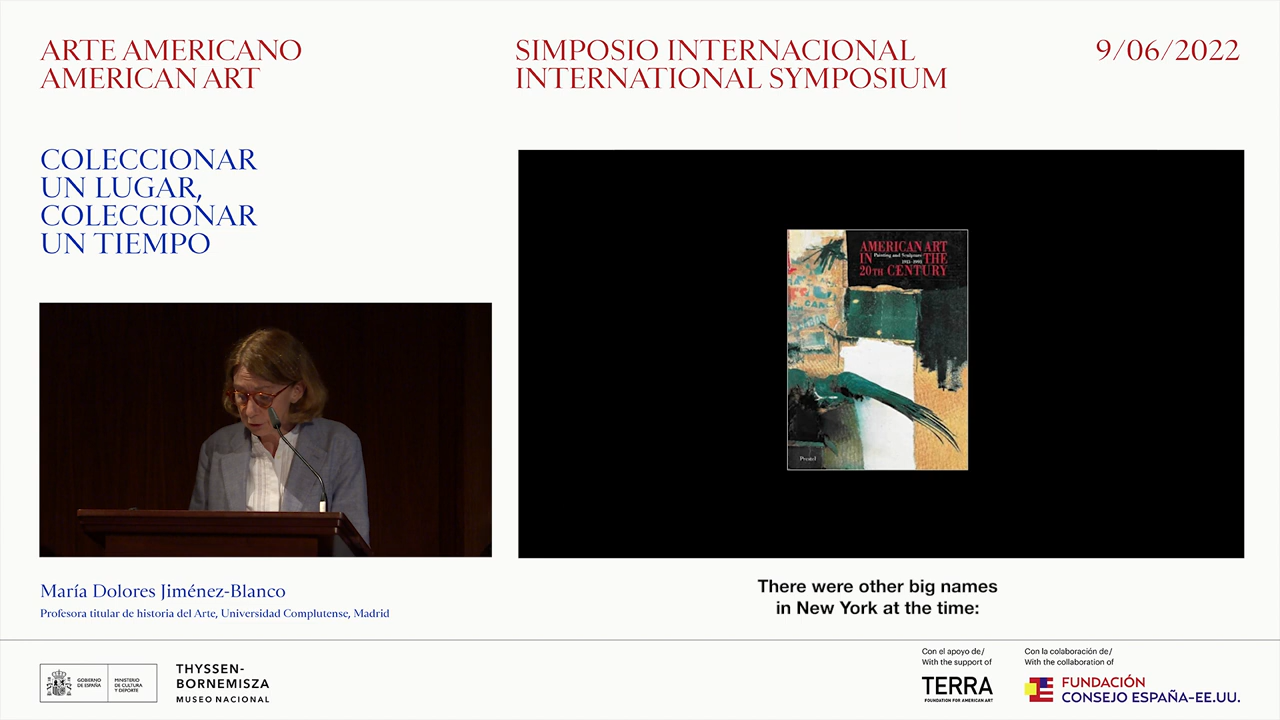 ARTE AMERICANO
AMERICAN ART
SIMPOSIO INTERNACIONAL
INTERNATIONAL SYMPOSIUM
9/06/2022
COLECCIONAR
UN LUGAR,
COLECCIONAR
UN TIEMPO
AMERICAN ART
IN Painting and Sculpture THE
1913-1993
20TH CENTURY
Prestel
María Dolores Jiménez-Blanco
Profesora titular de historia del Arte, Universidad Complutense, Madrid
There were other big names
in New York at the time:
GOBIERNO
DE ESPAÑA
MINISTERIO
DE CULTURA
Y DEPORTE
THYSSEN-
BORNEMISZA
MUSEO NACIONAL
Con el apoyo de/
With the support of
TERRA
FOUNDATION FOR AMERICAN ART
Con la colaboración de/
With the collaboration of
FUNDACIÓN
CONSEJO ESPAÑA-EE.UU.